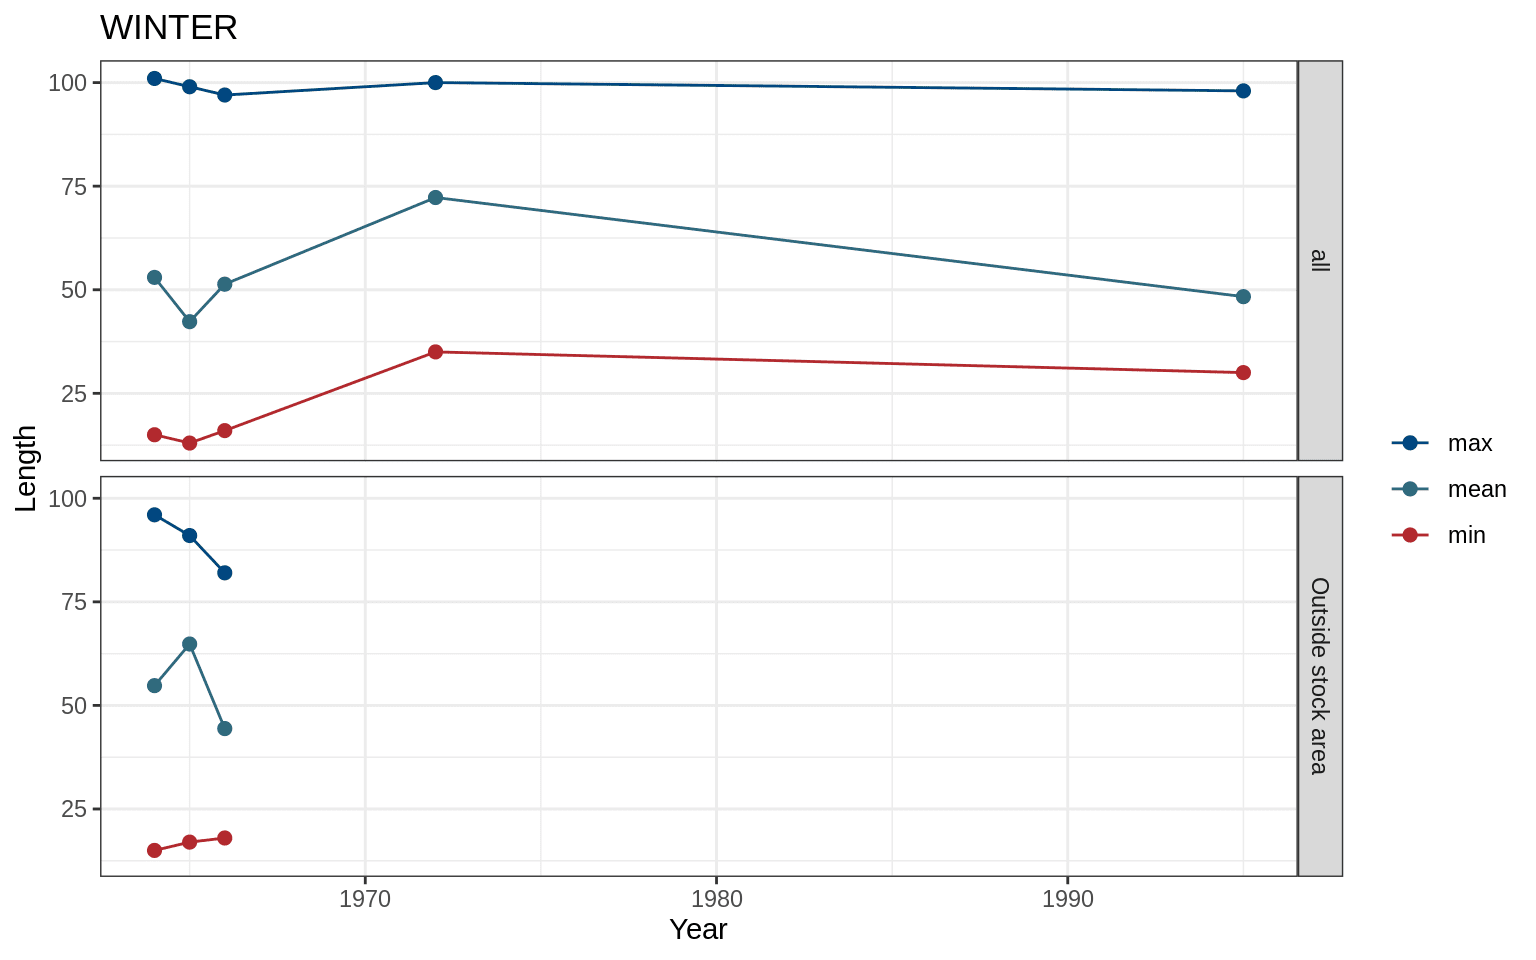 WINTER
100
75
50
25
all
Length
100
75
50
25
Outside stock area
max
mean
min
1970 1980 1990
Year